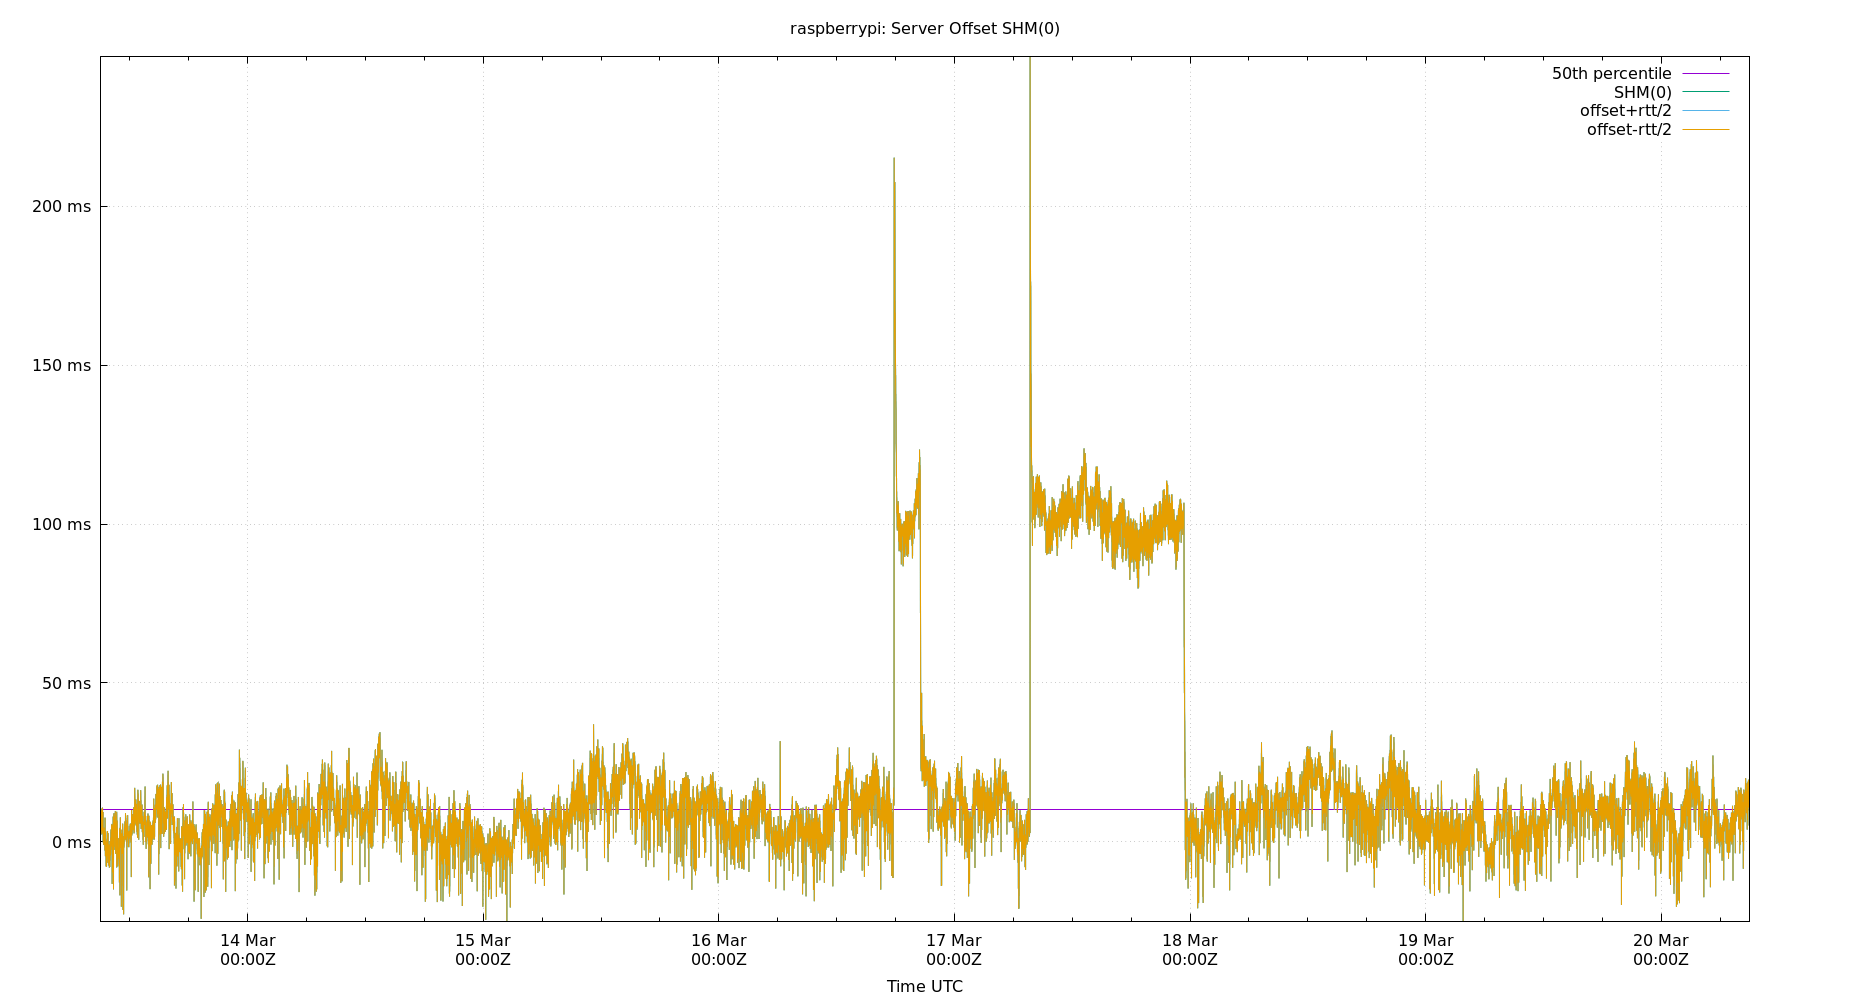 raspberrypi: Server Offset SHM(0)
50th percentile
SHM(0)
offset+rtt/2
offset-rtt/2
200 ms
150 ms
100 ms
50 ms
0 ms
14 Mar 15 Mar 16 Mar 17 Mar 18 Mar 19 Mar 20 Mar
00:00Z 00:00Z 00:00Z 00:00Z 00:00Z 00:00Z 00:00Z
Time UTC